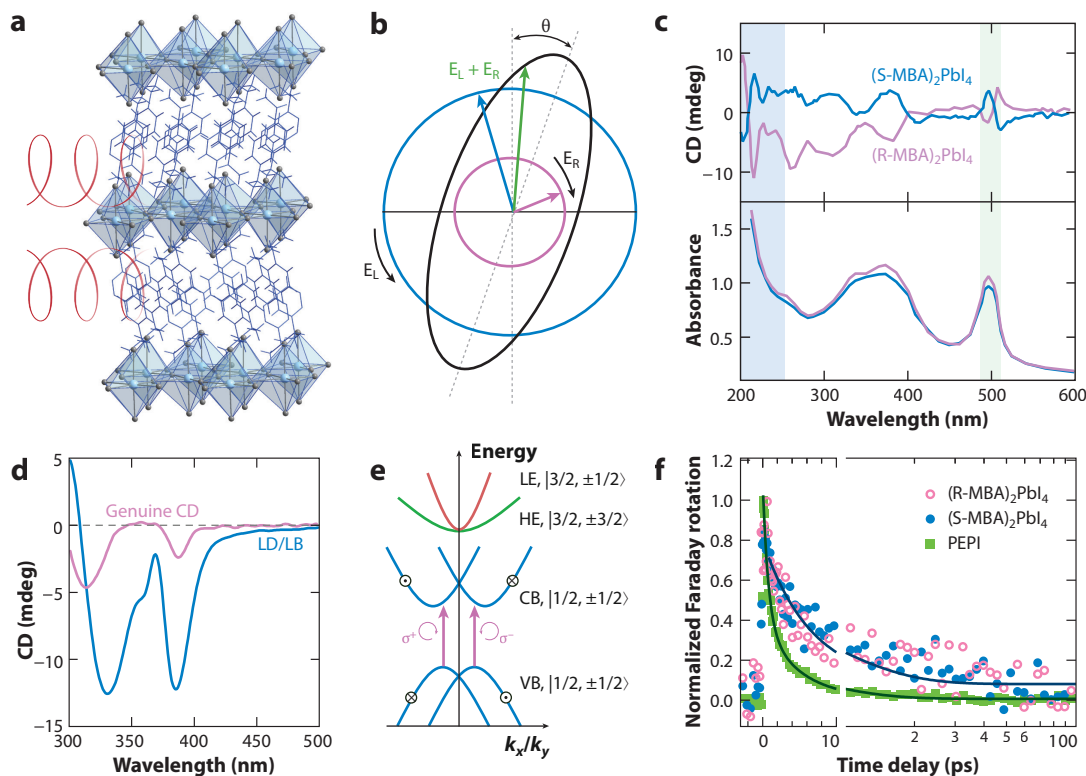 a
b
θ
E_L + E_R
E_R
E_L
c
CD (mdeg)
10
0
−10
(S-MBA)₂PbI₄
(R-MBA)₂PbI₄
Absorbance
1.5
1.0
0.5
200 300 400 500 600
Wavelength (nm)
d
CD (mdeg)
5
0
−5
−10
−15
Genuine CD
LD/LB
300 350 400 450 500
Wavelength (nm)
e
Energy
LE, |3/2, ±1/2⟩
HE, |3/2, ±3/2⟩
CB, |1/2, ±1/2⟩
σ⁺ σ⁻
VB, |1/2, ±1/2⟩
k_x/k_y
f
Normalized Faraday rotation
1.2
1.0
0.8
0.6
0.4
0.2
0.0
(R-MBA)₂PbI₄
(S-MBA)₂PbI₄
PEPI
0 10 2 3 4 5 6 100
Time delay (ps)